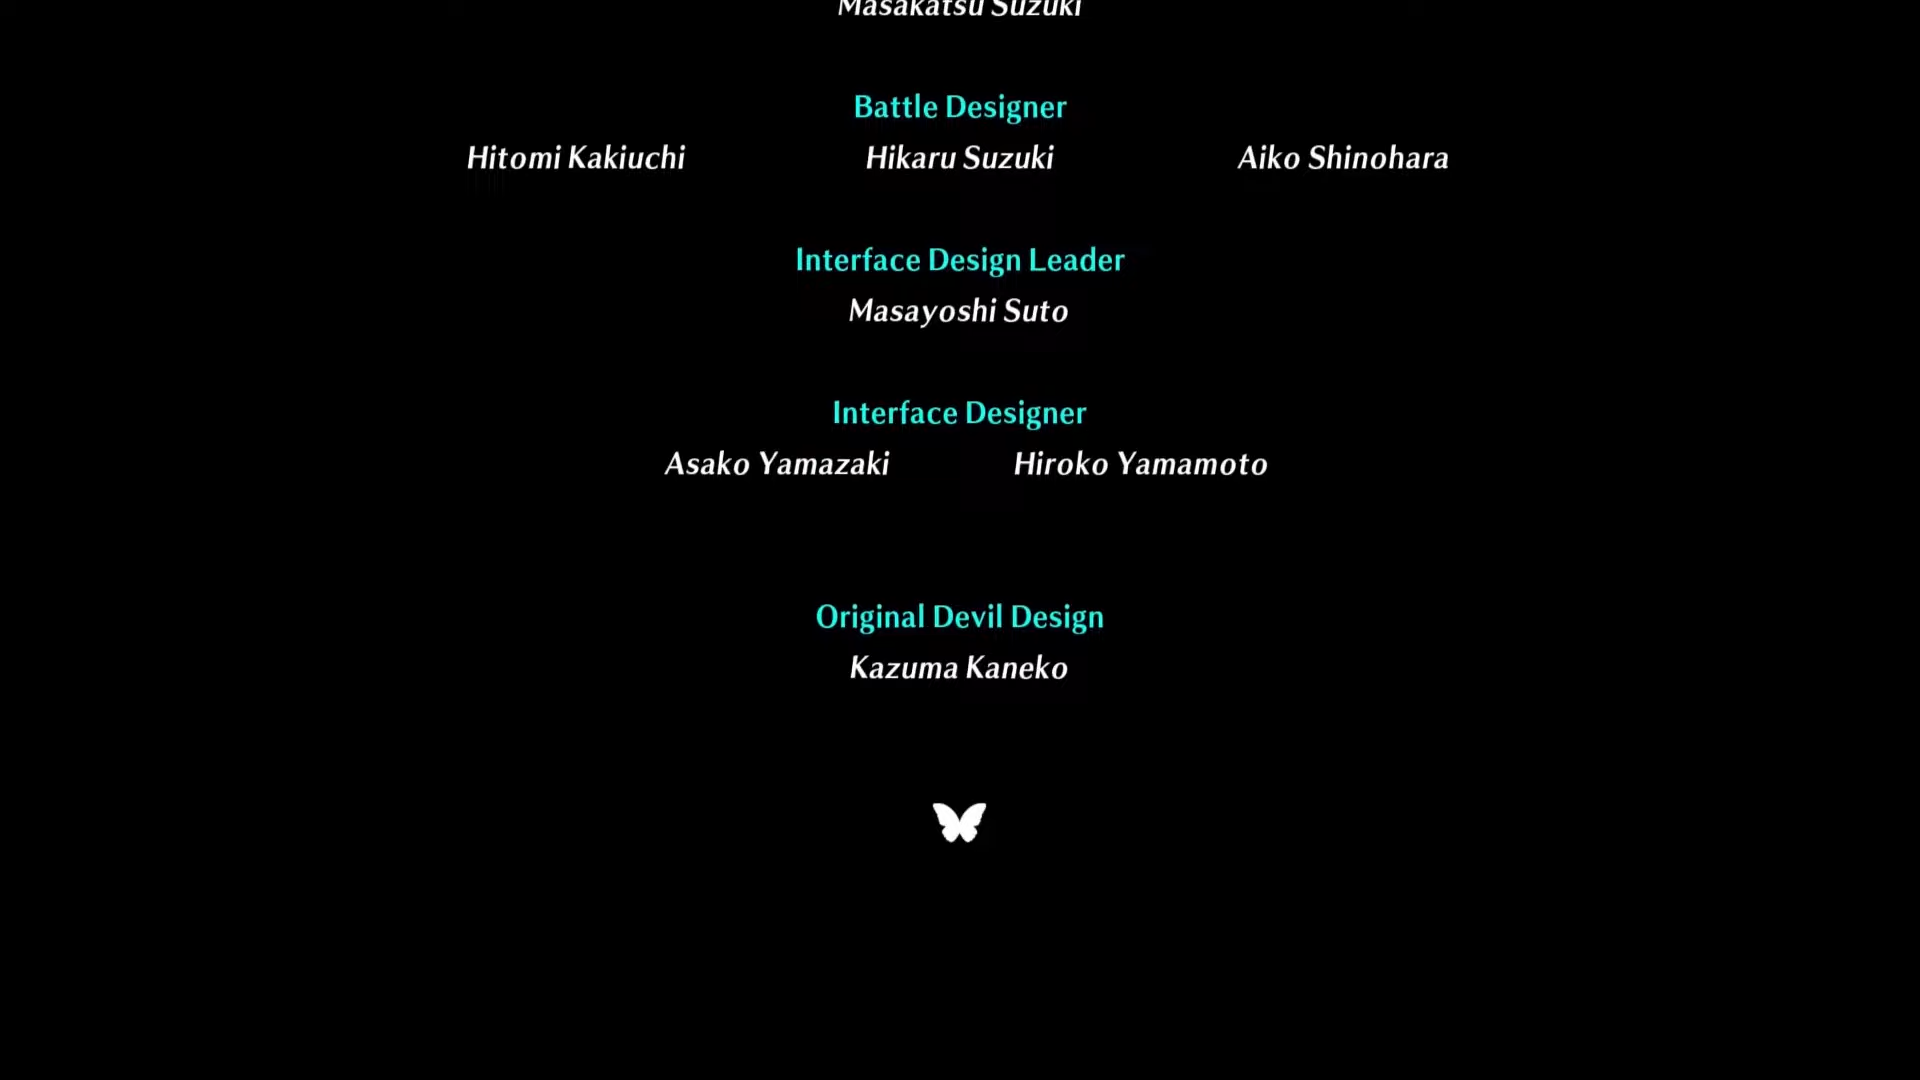 Masakatsu Suzuki
Battle Designer
Hitomi Kakiuchi Hikaru Suzuki Aiko Shinohara
Interface Design Leader
Masayoshi Suto
Interface Designer
Asako Yamazaki Hiroko Yamamoto
Original Devil Design
Kazuma Kaneko